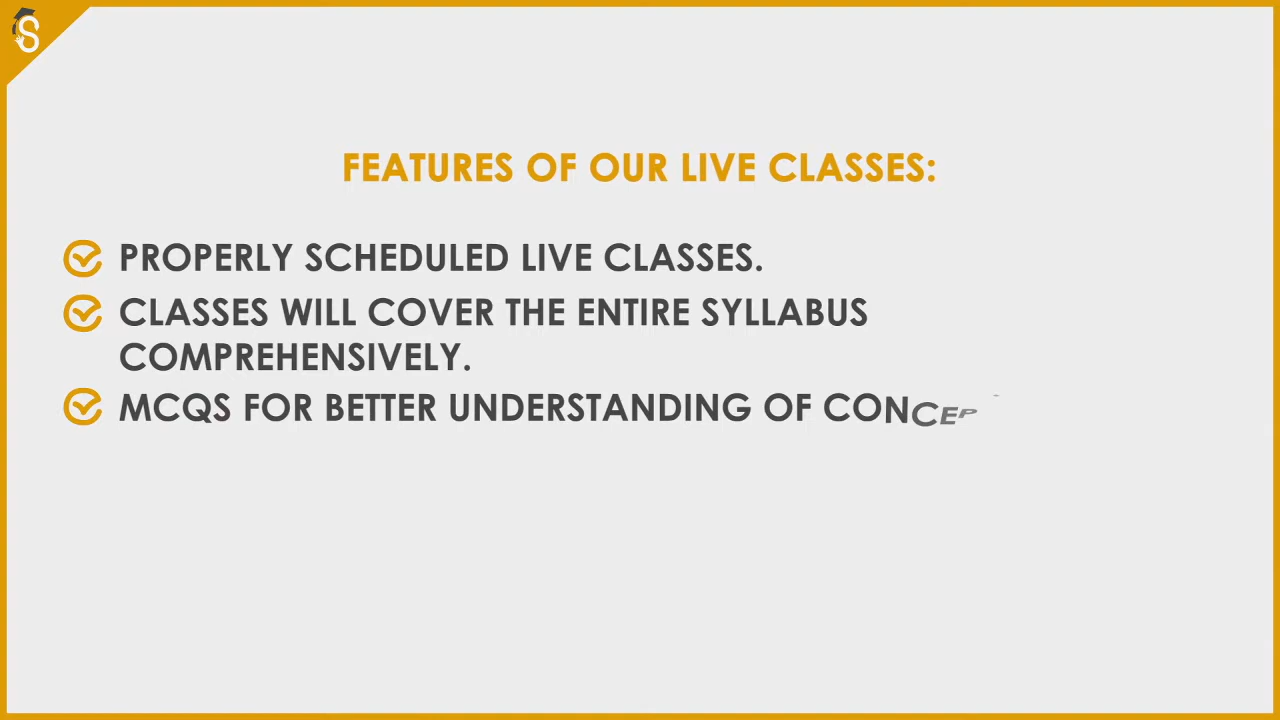 FEATURES OF OUR LIVE CLASSES:
PROPERLY SCHEDULED LIVE CLASSES.
CLASSES WILL COVER THE ENTIRE SYLLABUS
COMPREHENSIVELY.
MCQS FOR BETTER UNDERSTANDING OF CONCEP